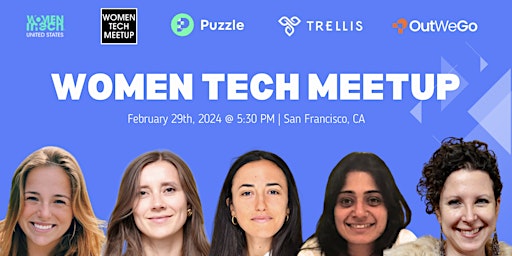 WOMEN
IN TECH
UNITED STATES
WOMEN
TECH
MEETUP
Puzzle
TRELLIS
OutWeGo
WOMEN TECH MEETUP
February 29th, 2024 @ 5:30 PM | San Francisco, CA